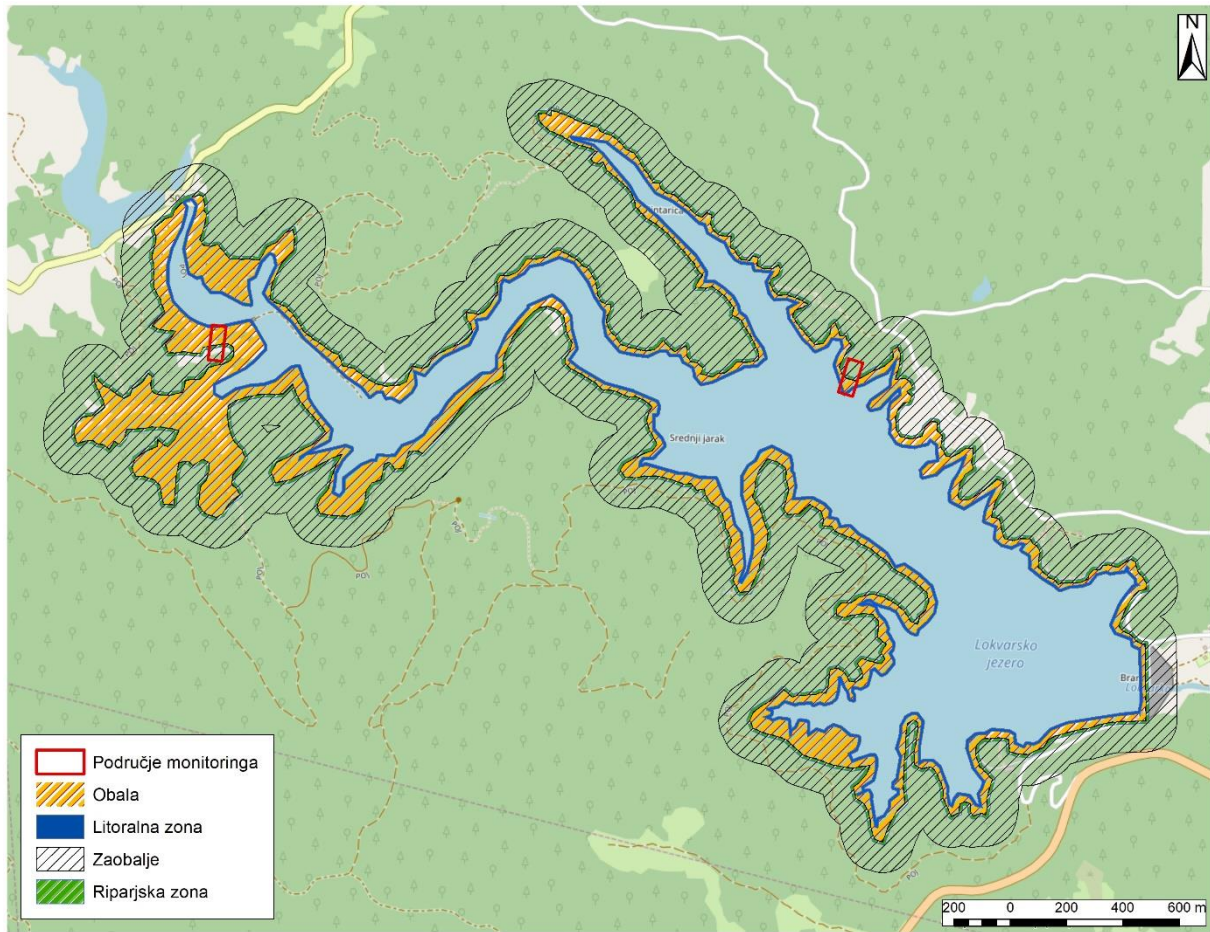 N
Srednji jarak
Lokvarsko
jezero
Područje monitoringa
Obala
Litoralna zona
Zaobalje
Riparjska zona
200 0 200 400 600 m